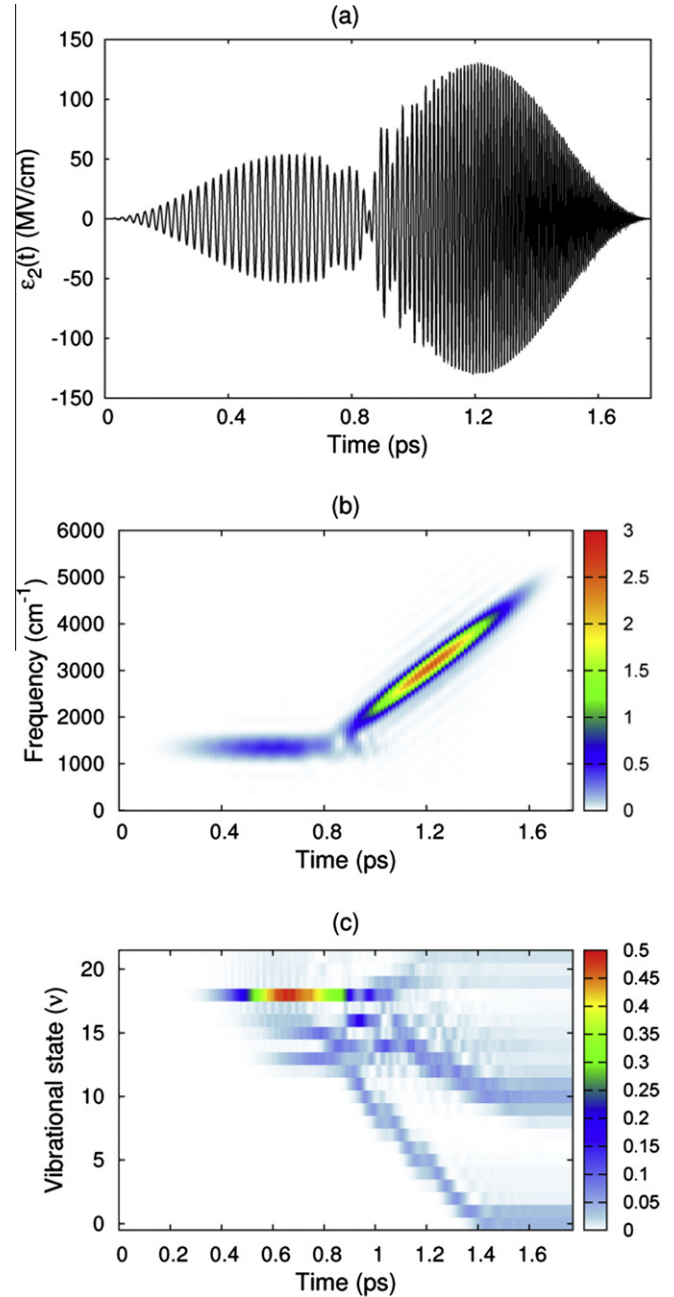 (a)
150
100
50
0
-50
-100
-150
ε2(t) (MV/cm)
0 0.4 0.8 1.2 1.6
Time (ps)
(b)
6000 3
5000 2.5
4000 2
3000 1.5
2000 1
1000 0.5
0 0
Frequency (cm-1)
0 0.4 0.8 1.2 1.6
Time (ps)
(c)
20
15
10
5
0
0.5
0.45
0.4
0.35
0.3
0.25
0.2
0.15
0.1
0.05
0
Vibrational state (ν)
0 0.2 0.4 0.6 0.8 1 1.2 1.4 1.6
Time (ps)